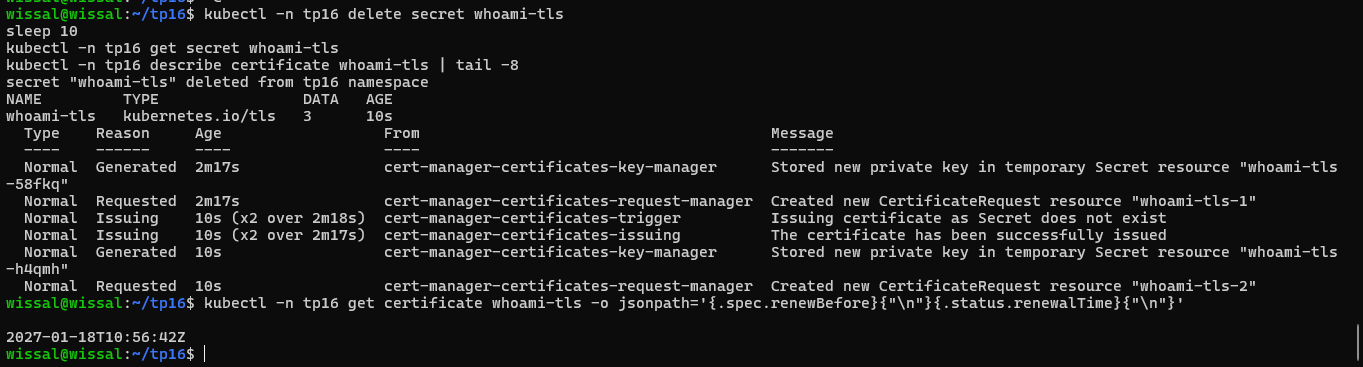 wissal@wissal:~/tp16$ kubectl -n tp16 delete secret whoami-tls
sleep 10
kubectl -n tp16 get secret whoami-tls
kubectl -n tp16 describe certificate whoami-tls | tail -8
secret "whoami-tls" deleted from tp16 namespace
NAME         TYPE                DATA   AGE
whoami-tls   kubernetes.io/tls   3      10s
  Type    Reason     Age                    From                                       Message
  ----    ------     ----                   ----                                       -------
  Normal  Generated  2m17s                  cert-manager-certificates-key-manager      Stored new private key in temporary Secret resource "whoami-tls
-58fkq"
  Normal  Requested  2m17s                  cert-manager-certificates-request-manager  Created new CertificateRequest resource "whoami-tls-1"
  Normal  Issuing    10s (x2 over 2m18s)  cert-manager-certificates-trigger          Issuing certificate as Secret does not exist
  Normal  Issuing    10s (x2 over 2m17s)  cert-manager-certificates-issuing          The certificate has been successfully issued
  Normal  Generated  10s                    cert-manager-certificates-key-manager      Stored new private key in temporary Secret resource "whoami-tls
-h4qmh"
  Normal  Requested  10s                    cert-manager-certificates-request-manager  Created new CertificateRequest resource "whoami-tls-2"
wissal@wissal:~/tp16$ kubectl -n tp16 get certificate whoami-tls -o jsonpath='{.spec.renewBefore}{"\n"}{.status.renewalTime}{"\n"}'

2027-01-18T10:56:42Z
wissal@wissal:~/tp16$